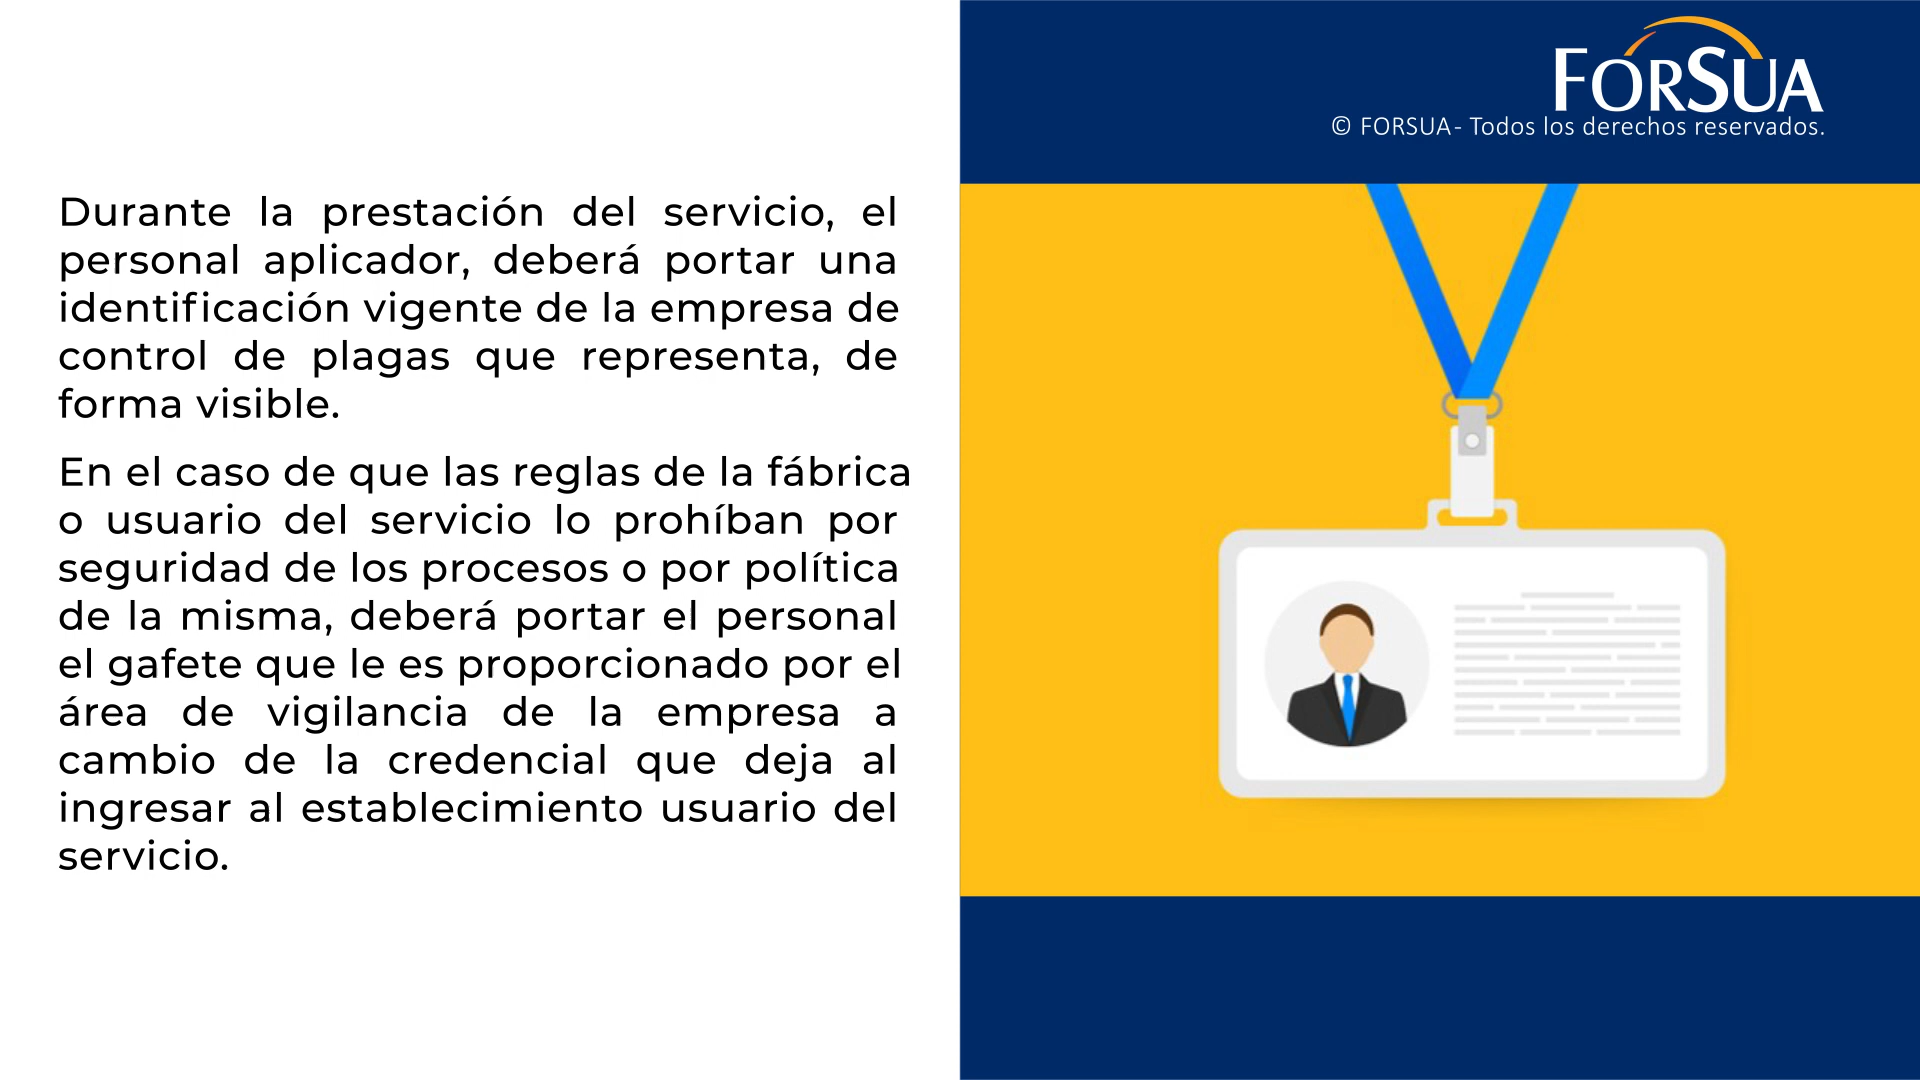 FORSUA
© FORSUA- Todos los derechos reservados.
Durante la prestación del servicio, el
personal aplicador, deberá portar una
identificación vigente de la empresa de
control de plagas que representa, de
forma visible.
En el caso de que las reglas de la fábrica
o usuario del servicio lo prohíban por
seguridad de los procesos o por política
de la misma, deberá portar el personal
el gafete que le es proporcionado por el
área de vigilancia de la empresa a
cambio de la credencial que deja al
ingresar al establecimiento usuario del
servicio.